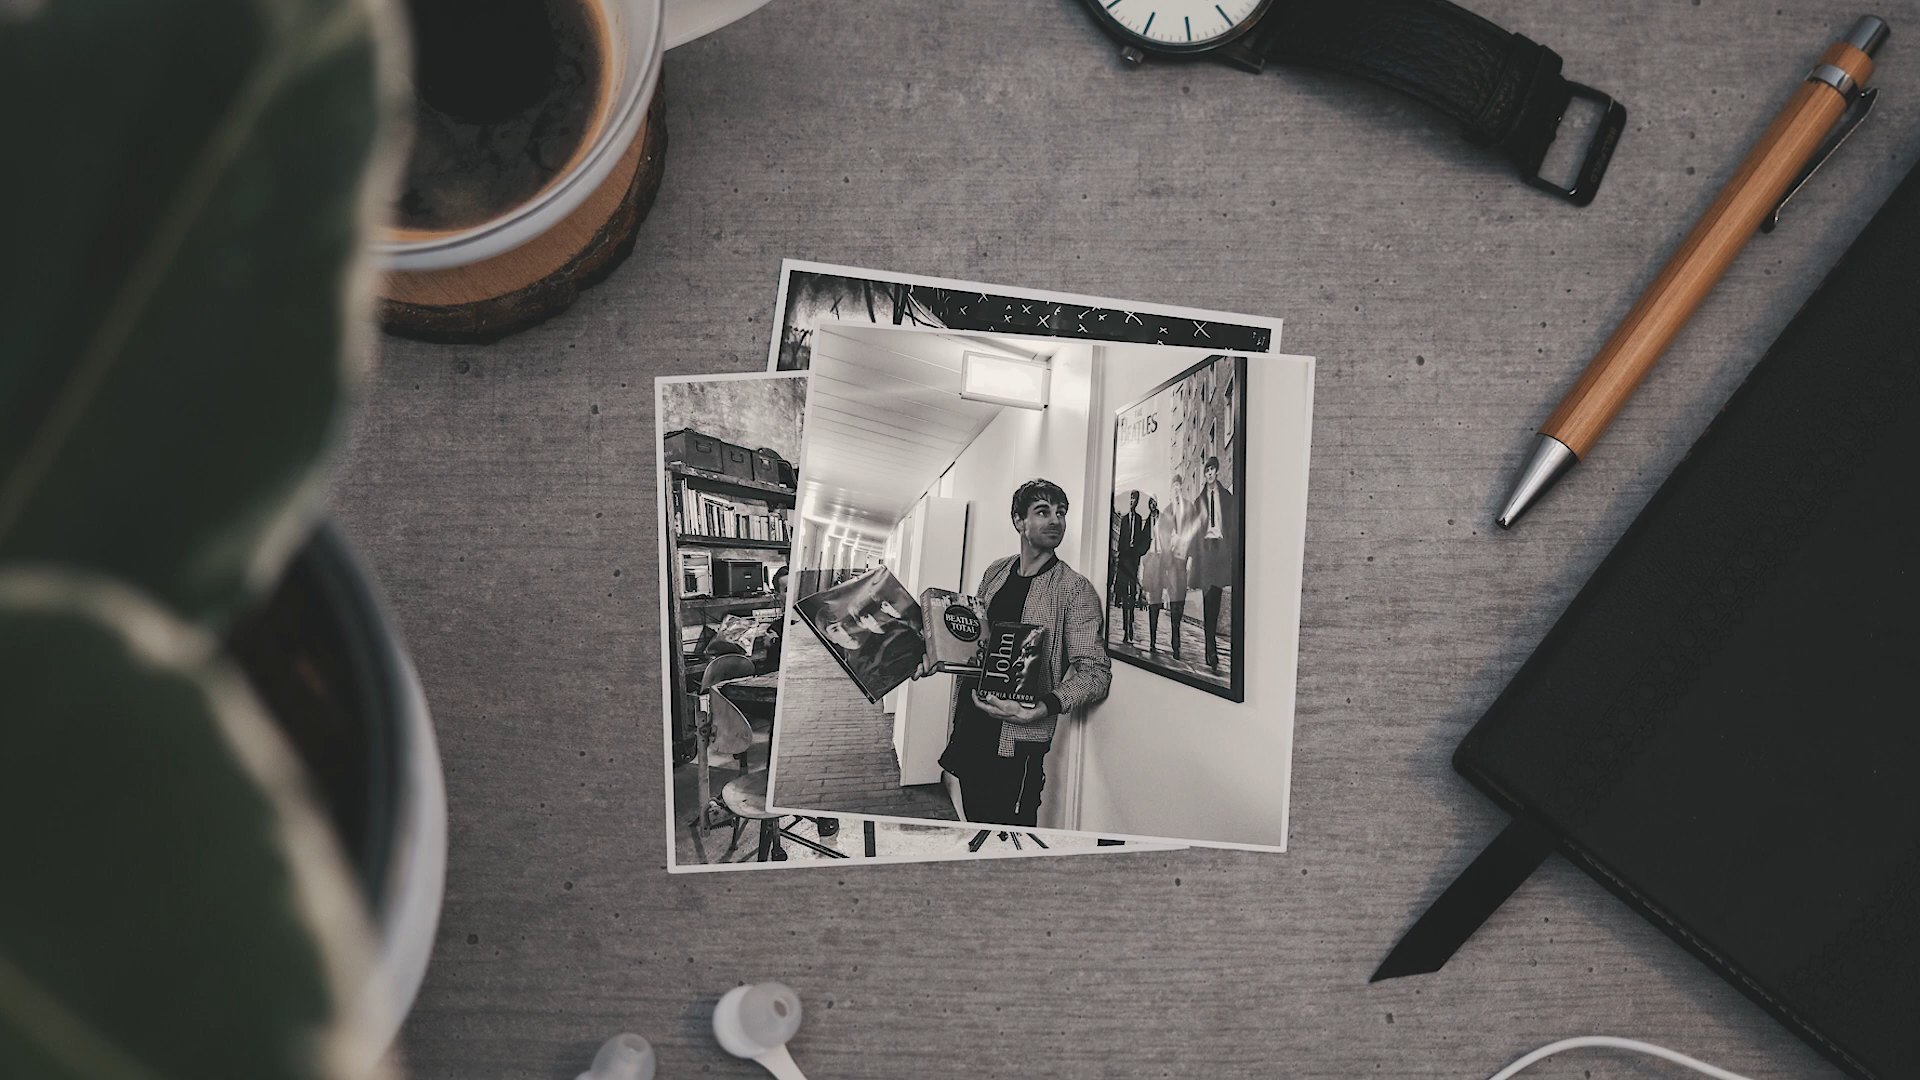 THE
BEATLES
BEATLES
TOTAL
John
CYNTHIA LENNON